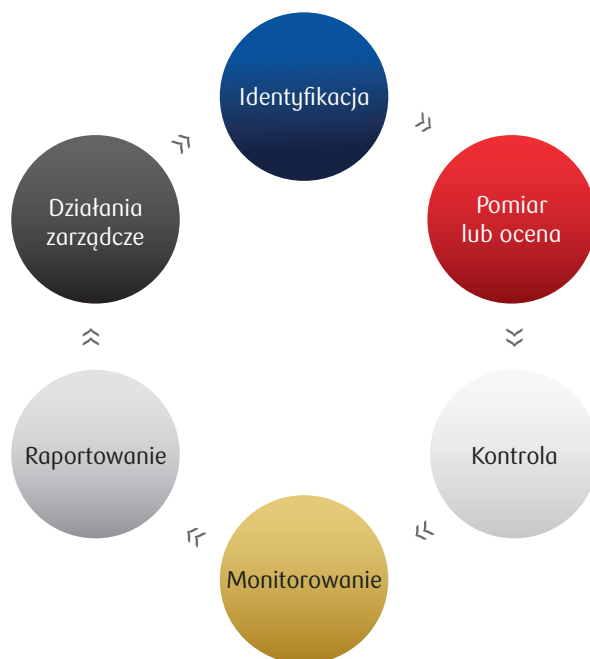 Identyfikacja
Pomiar
lub ocena
Kontrola
Monitorowanie
Raportowanie
Działania
zarządcze